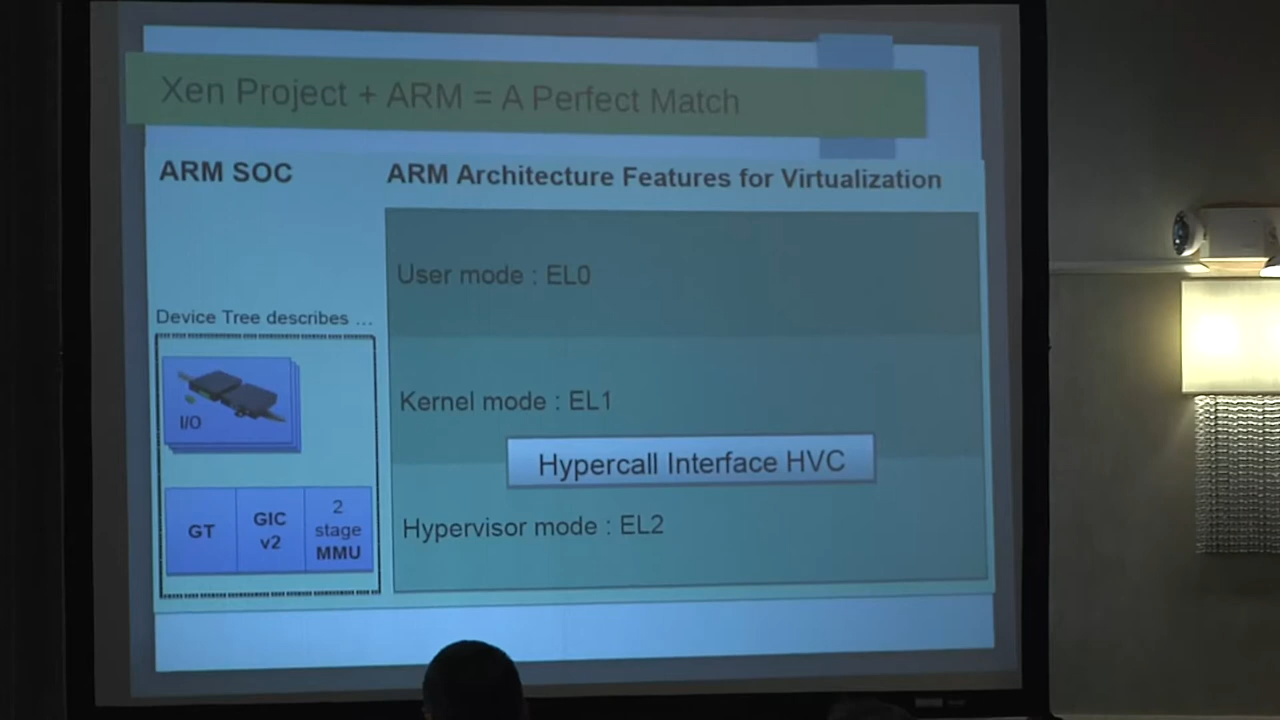 Xen Project + ARM = A Perfect Match
ARM SOC
ARM Architecture Features for Virtualization
User mode : EL0
Device Tree describes ...
I/O
Kernel mode : EL1
Hypercall Interface HVC
GT
GIC
v2
2
stage
MMU
Hypervisor mode : EL2